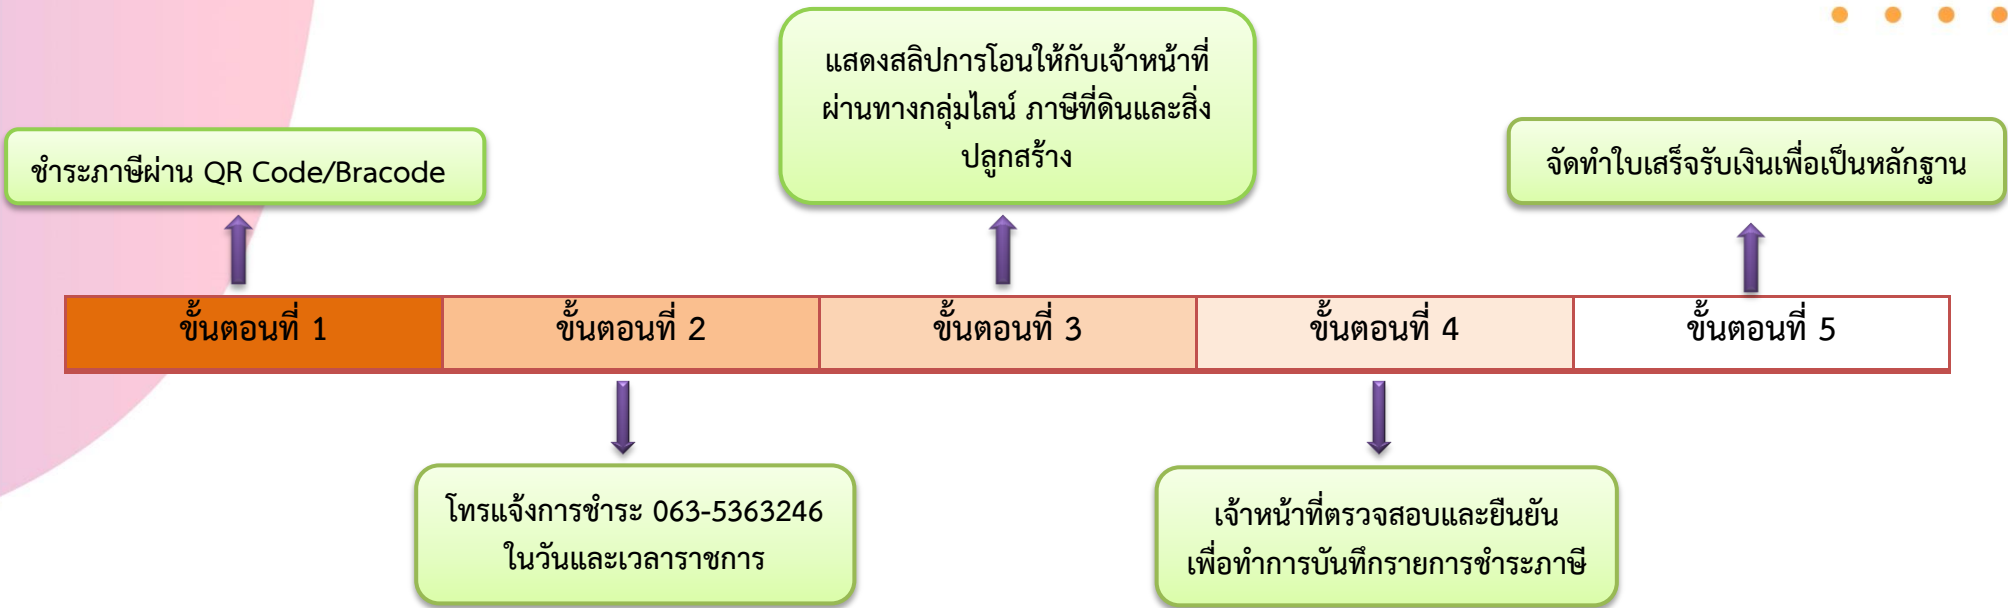 แสดงสลิปการโอนให้กับเจ้าหน้าที่
ผ่านทางกลุ่มไลน์ ภาษีที่ดินและสิ่ง
ปลูกสร้าง
ชำระภาษีผ่าน QR Code/Bracode
จัดทำใบเสร็จรับเงินเพื่อเป็นหลักฐาน
ขั้นตอนที่ 1
ขั้นตอนที่ 2
ขั้นตอนที่ 3
ขั้นตอนที่ 4
ขั้นตอนที่ 5
โทรแจ้งการชำระ 063-5363246
ในวันและเวลาราชการ
เจ้าหน้าที่ตรวจสอบและยืนยัน
เพื่อทำการบันทึกรายการชำระภาษี